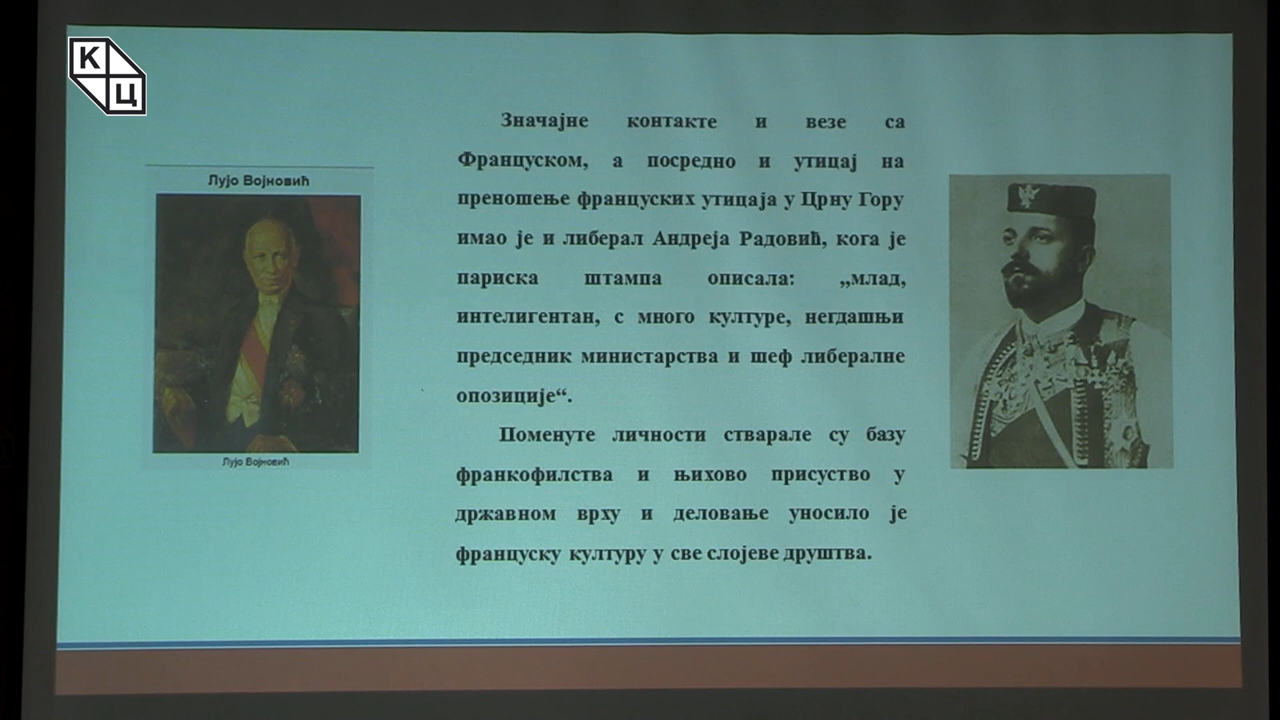 К
Ц
Лујо Војновић
Лујо Војновић
Значајне контакте и везе са
Француском, а посредно и утицај на
преношење француских утицаја у Црну Гору
имао је и либерал Андреја Радовић, кога је
париска штампа описала: „млад,
интелигентан, с много културе, негдашњи
председник министарства и шеф либералне
опозиције“.
Поменуте личности стварале су базу
франкофилства и њихово присуство у
државном врху и деловање уносило је
француску културу у све слојеве друштва.